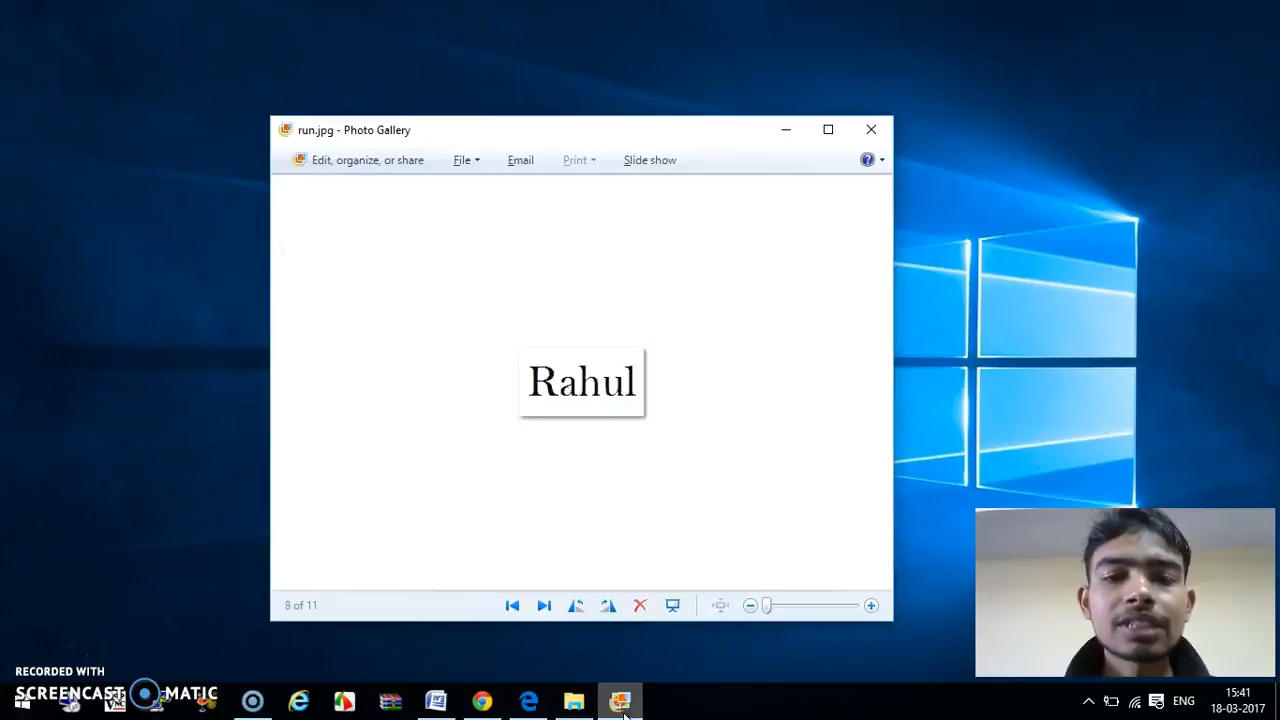 run.jpg - Photo Gallery
Edit, organize, or share File Email Print Slide show
Rahul
8 of 11
RECORDED WITH
SCREENCAST MATIC
ENG
15:41
18-03-2017